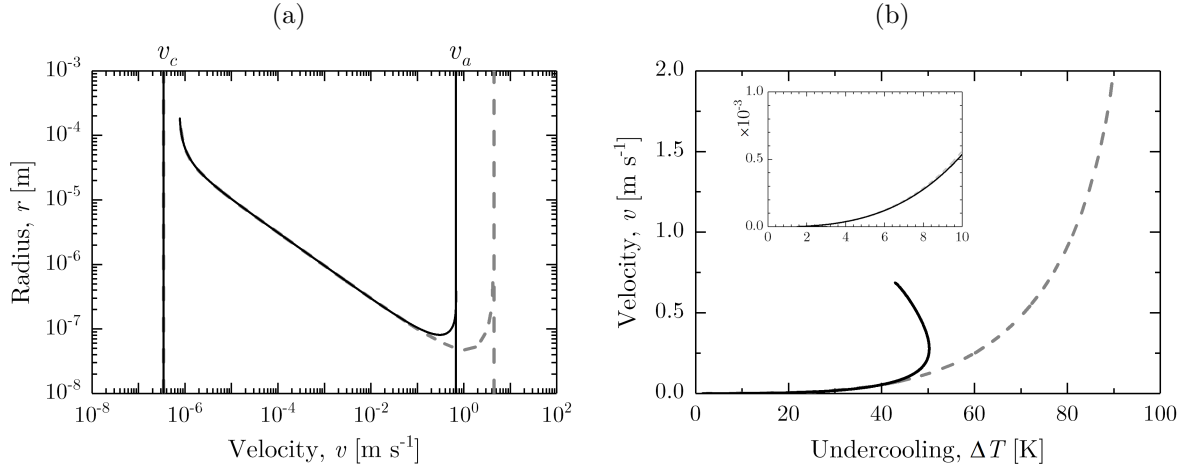 (a)
(b)
v_c
v_a
10^-3
10^-4
10^-5
10^-6
10^-7
10^-8
Radius, r [m]
10^-8 10^-6 10^-4 10^-2 10^0 10^2
Velocity, v [m s^-1]
2.0
1.5
1.0
0.5
0.0
Velocity, v [m s^-1]
×10^-3
1.0
0.5
0.0
0 2 4 6 8 10
0 20 40 60 80 100
Undercooling, ΔT [K]